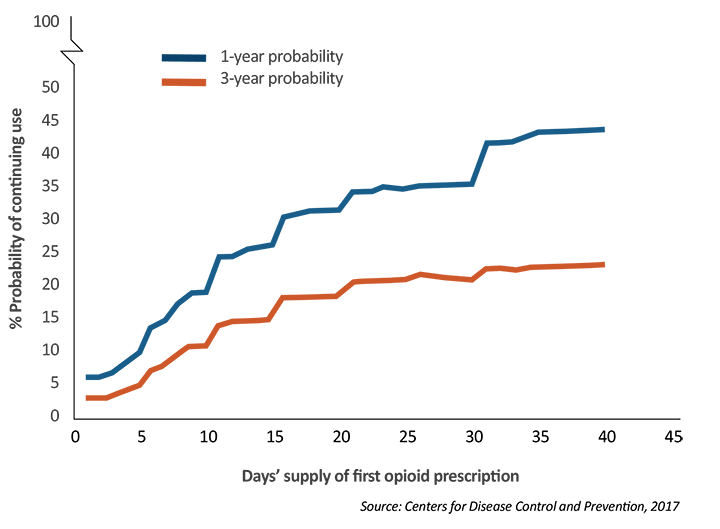 100
1-year probability
3-year probability
50
45
40
35
30
25
20
15
10
5
0
% Probability of continuing use
0 5 10 15 20 25 30 35 40 45
Days’ supply of first opioid prescription
Source: Centers for Disease Control and Prevention, 2017